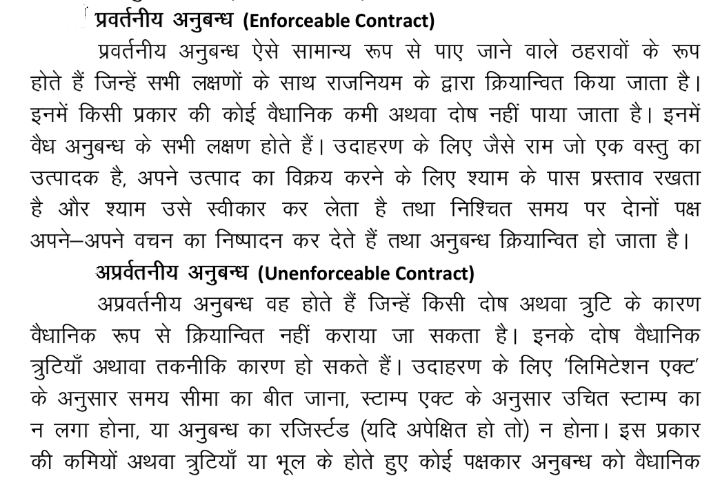 प्रवर्तनीय अनुबन्ध (Enforceable Contract)
प्रवर्तनीय अनुबन्ध ऐसे सामान्य रूप से पाए जाने वाले ठहरावों के रूप
होते हैं जिन्हें सभी लक्षणों के साथ राजनियम के द्वारा क्रियान्वित किया जाता है।
इनमें किसी प्रकार की कोई वैधानिक कमी अथवा दोष नहीं पाया जाता है। इनमें
वैध अनुबन्ध के सभी लक्षण होते हैं। उदाहरण के लिए जैसे राम जो एक वस्तु का
उत्पादक है, अपने उत्पाद का विक्रय करने के लिए श्याम के पास प्रस्ताव रखता
है और श्याम उसे स्वीकार कर लेता है तथा निश्चित समय पर देानों पक्ष
अपने–अपने वचन का निष्पादन कर देते हैं तथा अनुबन्ध क्रियान्वित हो जाता है।
अप्रर्वतनीय अनुबन्ध (Unenforceable Contract)
अप्रवर्तनीय अनुबन्ध वह होते हैं जिन्हें किसी दोष अथवा त्रुटि के कारण
वैधानिक रूप से क्रियान्वित नहीं कराया जा सकता है। इनके दोष वैधानिक
त्रुटियाँ अथावा तकनीकि कारण हो सकते हैं। उदाहरण के लिए ‘लिमिटेशन एक्ट’
के अनुसार समय सीमा का बीत जाना, स्टाम्प एक्ट के अनुसार उचित स्टाम्प का
न लगा होना, या अनुबन्ध का रजिर्स्टड (यदि अपेक्षित हो तो) न होना। इस प्रकार
की कमियों अथवा त्रुटियाँ या भूल के होते हुए कोई पक्षकार अनुबन्ध को वैधानिक